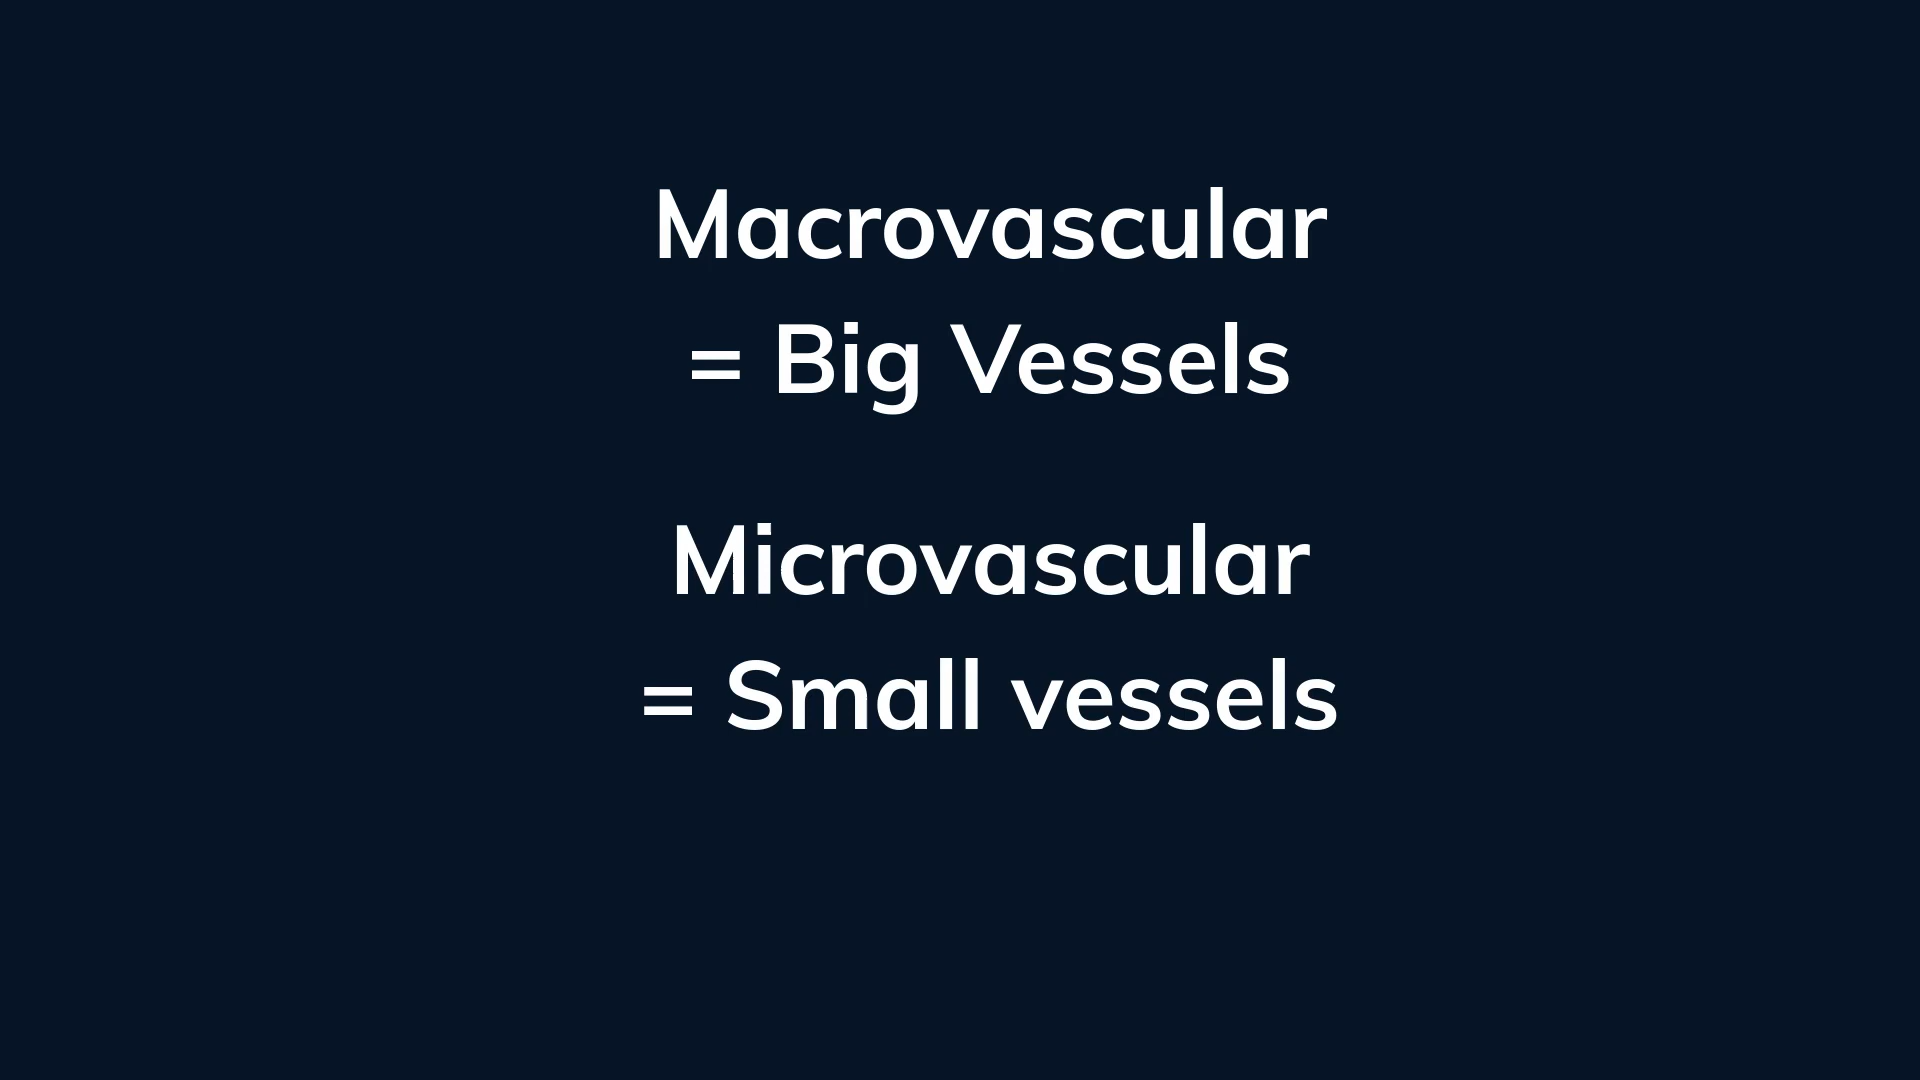 Macrovascular
= Big Vessels
Microvascular
= Small vessels